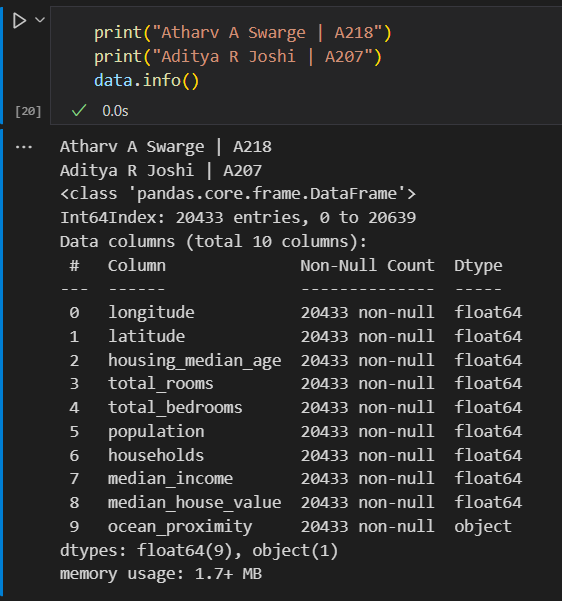 print("Atharv A Swarge | A218")
print("Aditya R Joshi | A207")
data.info()
[20] 0.0s
... Atharv A Swarge | A218
Aditya R Joshi | A207
<class 'pandas.core.frame.DataFrame'>
Int64Index: 20433 entries, 0 to 20639
Data columns (total 10 columns):
 #   Column              Non-Null Count  Dtype
---  ------              --------------  -----
 0   longitude           20433 non-null  float64
 1   latitude            20433 non-null  float64
 2   housing_median_age  20433 non-null  float64
 3   total_rooms         20433 non-null  float64
 4   total_bedrooms      20433 non-null  float64
 5   population          20433 non-null  float64
 6   households          20433 non-null  float64
 7   median_income       20433 non-null  float64
 8   median_house_value  20433 non-null  float64
 9   ocean_proximity     20433 non-null  object
dtypes: float64(9), object(1)
memory usage: 1.7+ MB